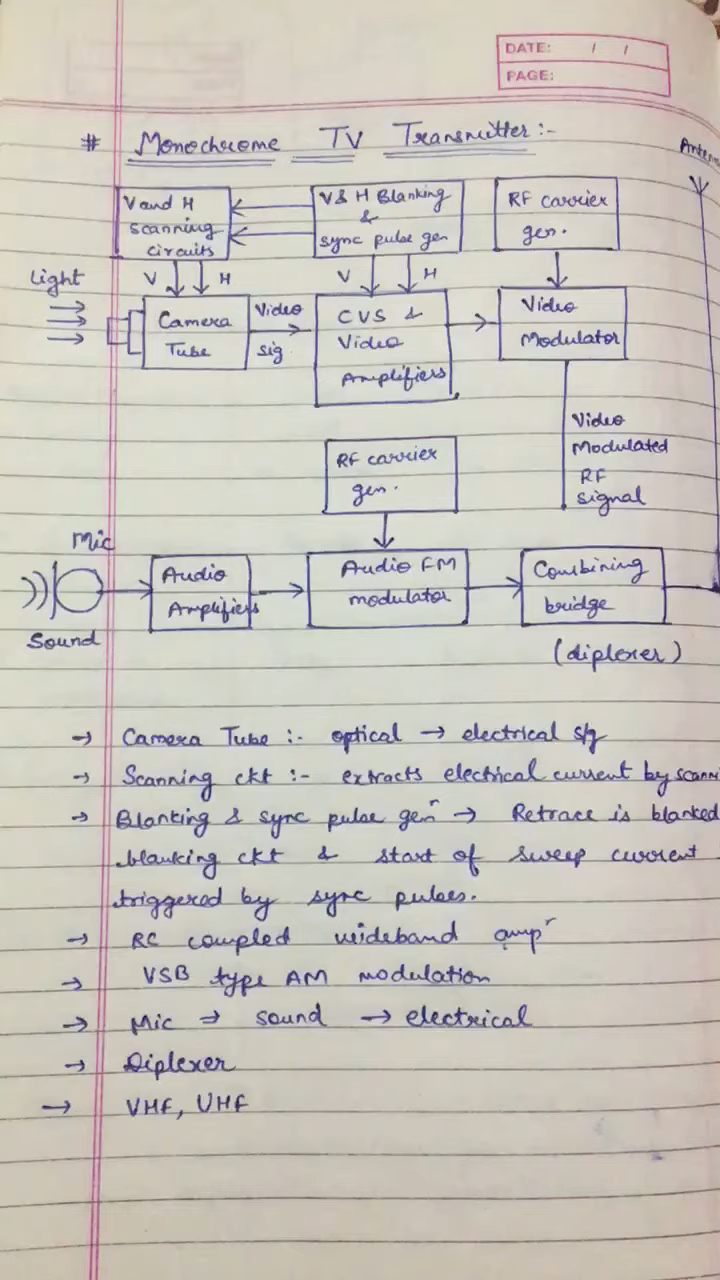 DATE: / /
PAGE:
# Monochrome TV Transmitter :-
Antenn
V and H
scanning
circuits
V & H Blanking
&
sync pulse gen
RF carrier
gen.
V H
V H
Light
Camera
Tube
Video
sig
CVS &
Video
Amplifiers
Video
Modulator
Video
Modulated
RF
signal
RF carrier
gen.
Mic
Sound
Audio
Amplifiers
Audio FM
modulator
Combining
bridge
(diplexer)
→ Camera Tube :- optical → electrical s/g
→ Scanning ckt :- extracts electrical current by scann
→ Blanking & sync pulse genⁿ → Retrace is blanked
blanking ckt & start of sweep current
triggered by sync pulses.
→ RC coupled wideband ampʳ
→ VSB type AM modulation
→ Mic → sound → electrical
→ Diplexer
→ VHF, UHF